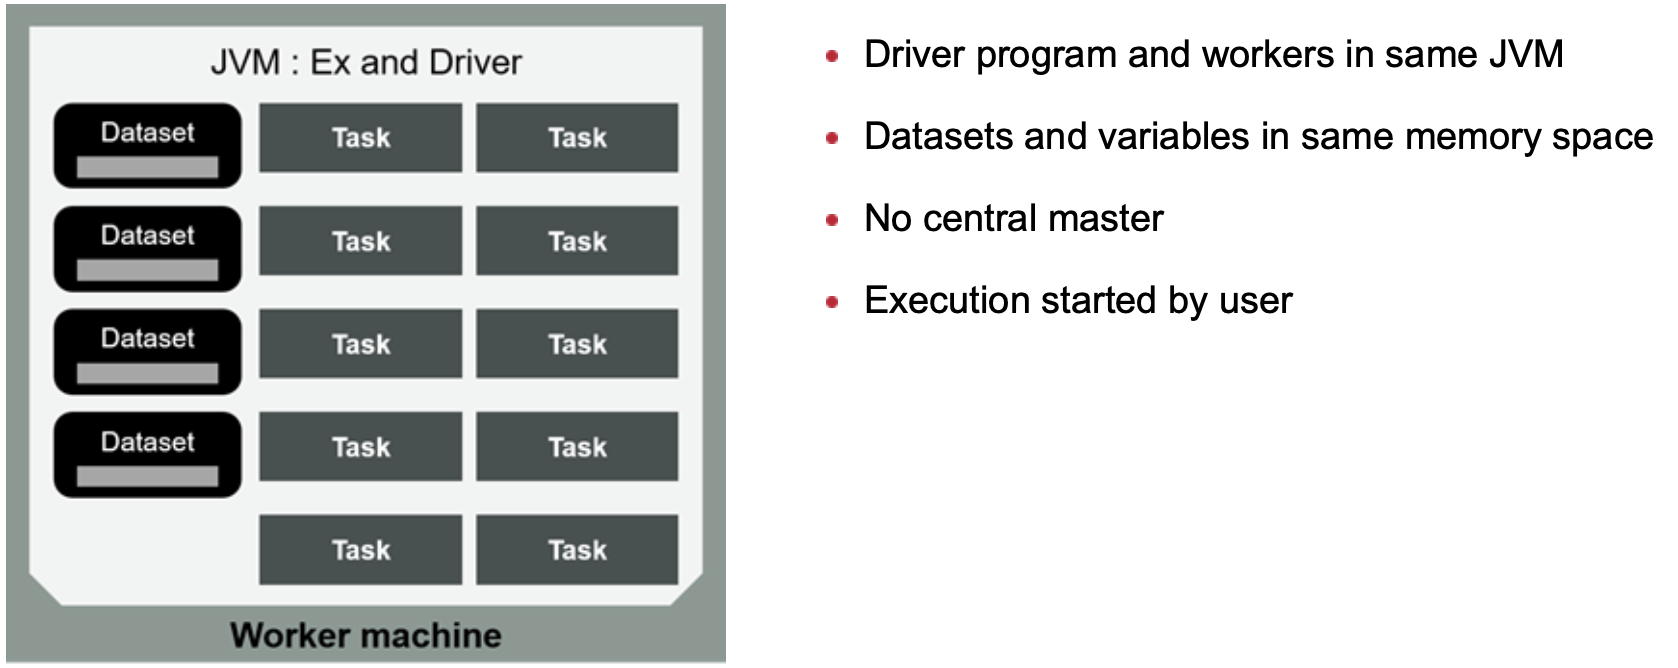 JVM : Ex and Driver
Dataset Task Task
Dataset Task Task
Dataset Task Task
Dataset Task Task
Task Task
Worker machine
• Driver program and workers in same JVM
• Datasets and variables in same memory space
• No central master
• Execution started by user